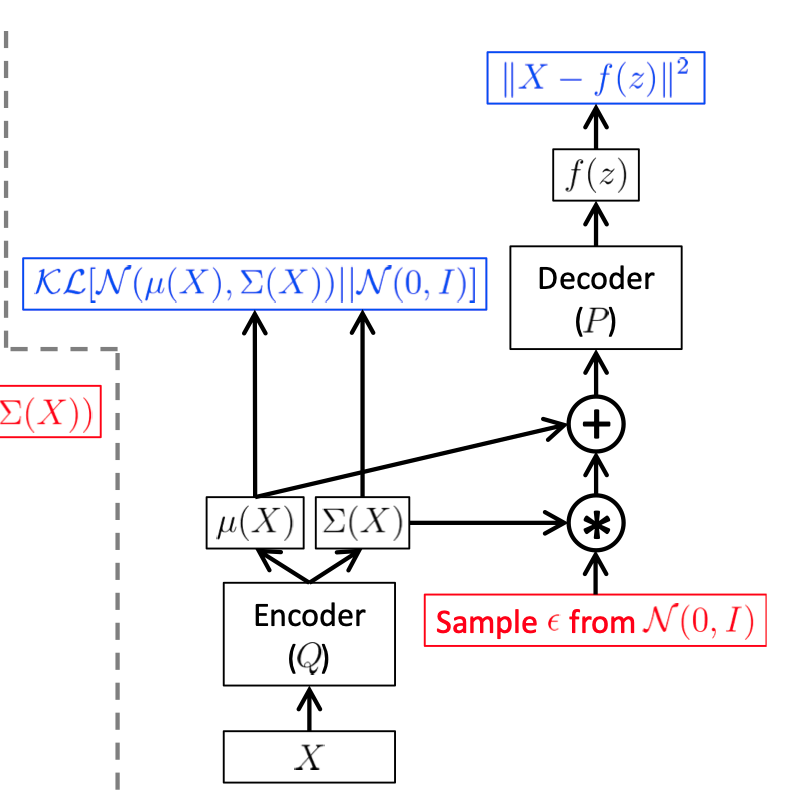 ‖X − f(z)‖²
f(z)
𝒦ℒ[𝒩(μ(X), Σ(X))||𝒩(0, I)]
Decoder
(P)
Σ(X))
+
μ(X)
Σ(X)
*
Encoder
(Q)
Sample ϵ from 𝒩(0, I)
X